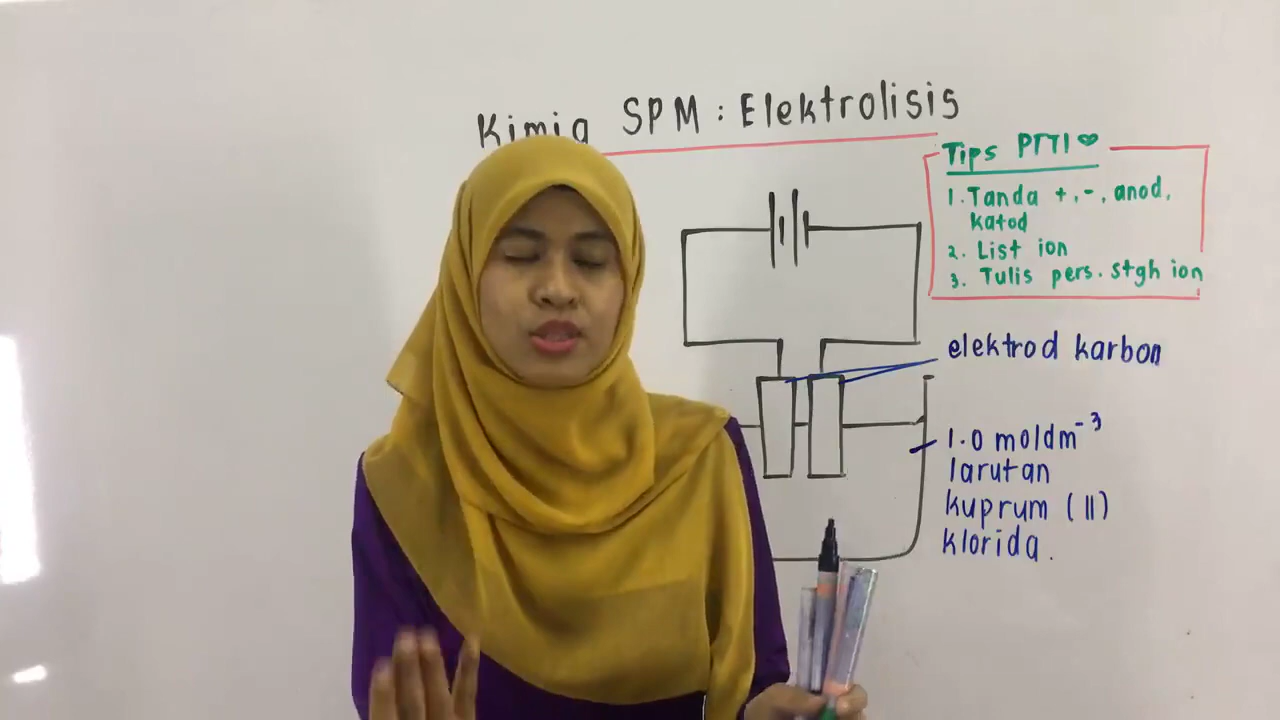 Kimia SPM : Elektrolisis
Tips PTTI
1. Tanda +, -, anod,
katod
2. List ion
3. Tulis pers. stgh ion
elektrod karbon
1.0 moldm⁻³
larutan
kuprum (II)
klorida.